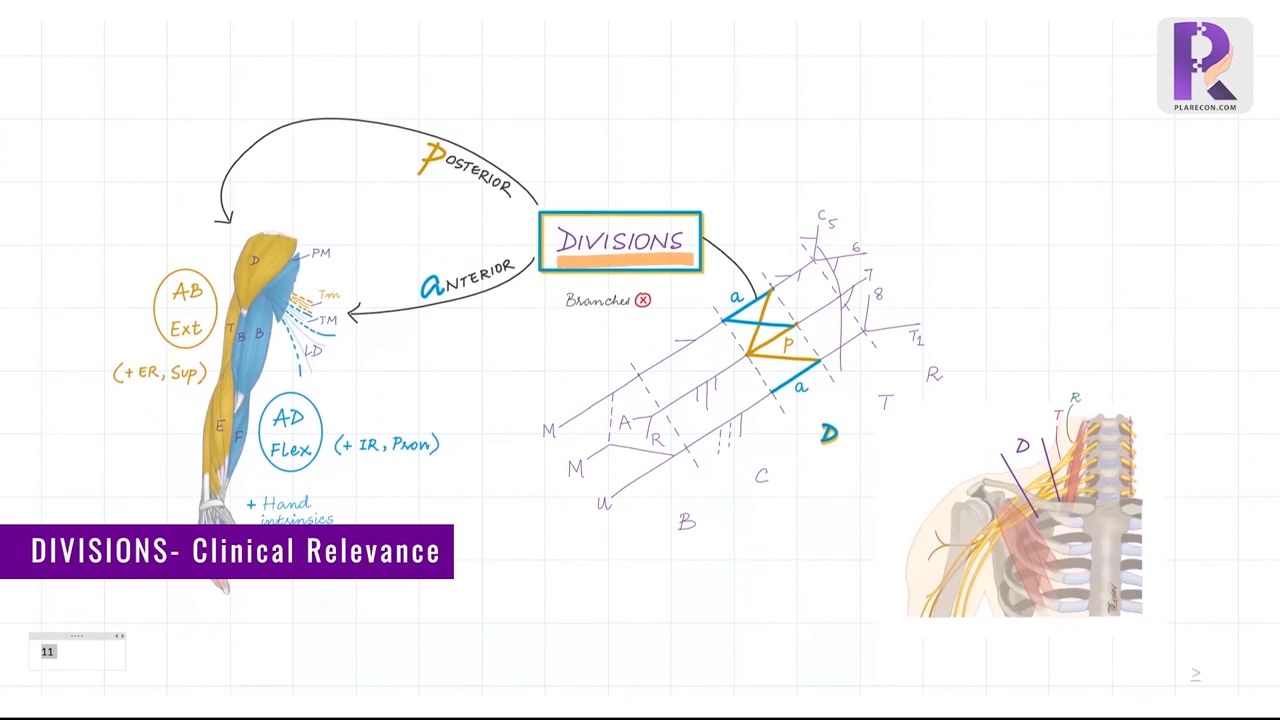 PLARECON.COM
POSTERIOR
ANTERIOR
DIVISIONS
Branches
AB
Ext
(+ ER, Sup)
AD
Flex
(+ IR, Pron)
+ Hand
intrinsics
D
PM
Tm
TM
LD
T
B
B
E
F
C5
6
7
8
T1
a
P
a
R
T
D
C
B
M
A
R
M
U
R
T
D
DIVISIONS- Clinical Relevance
11